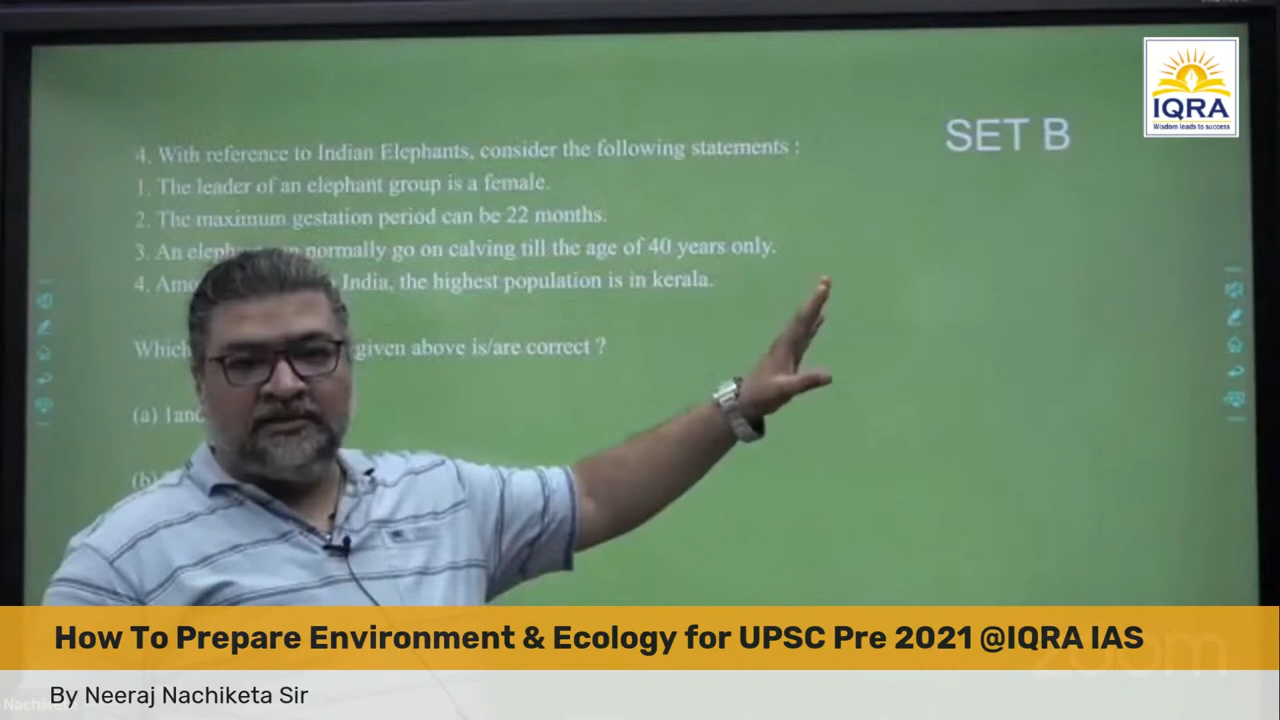 IQRA
Wisdom leads to success
SET B
4. With reference to Indian Elephants, consider the following statements :
1. The leader of an elephant group is a female.
2. The maximum gestation period can be 22 months.
3. An normally go on calving till the age of 40 years only.
4. India, the highest population is in kerala.
Which given above is/are correct ?
(a)
(b)
How To Prepare Environment & Ecology for UPSC Pre 2021 @IQRA IAS
zoom
By Neeraj Nachiketa Sir